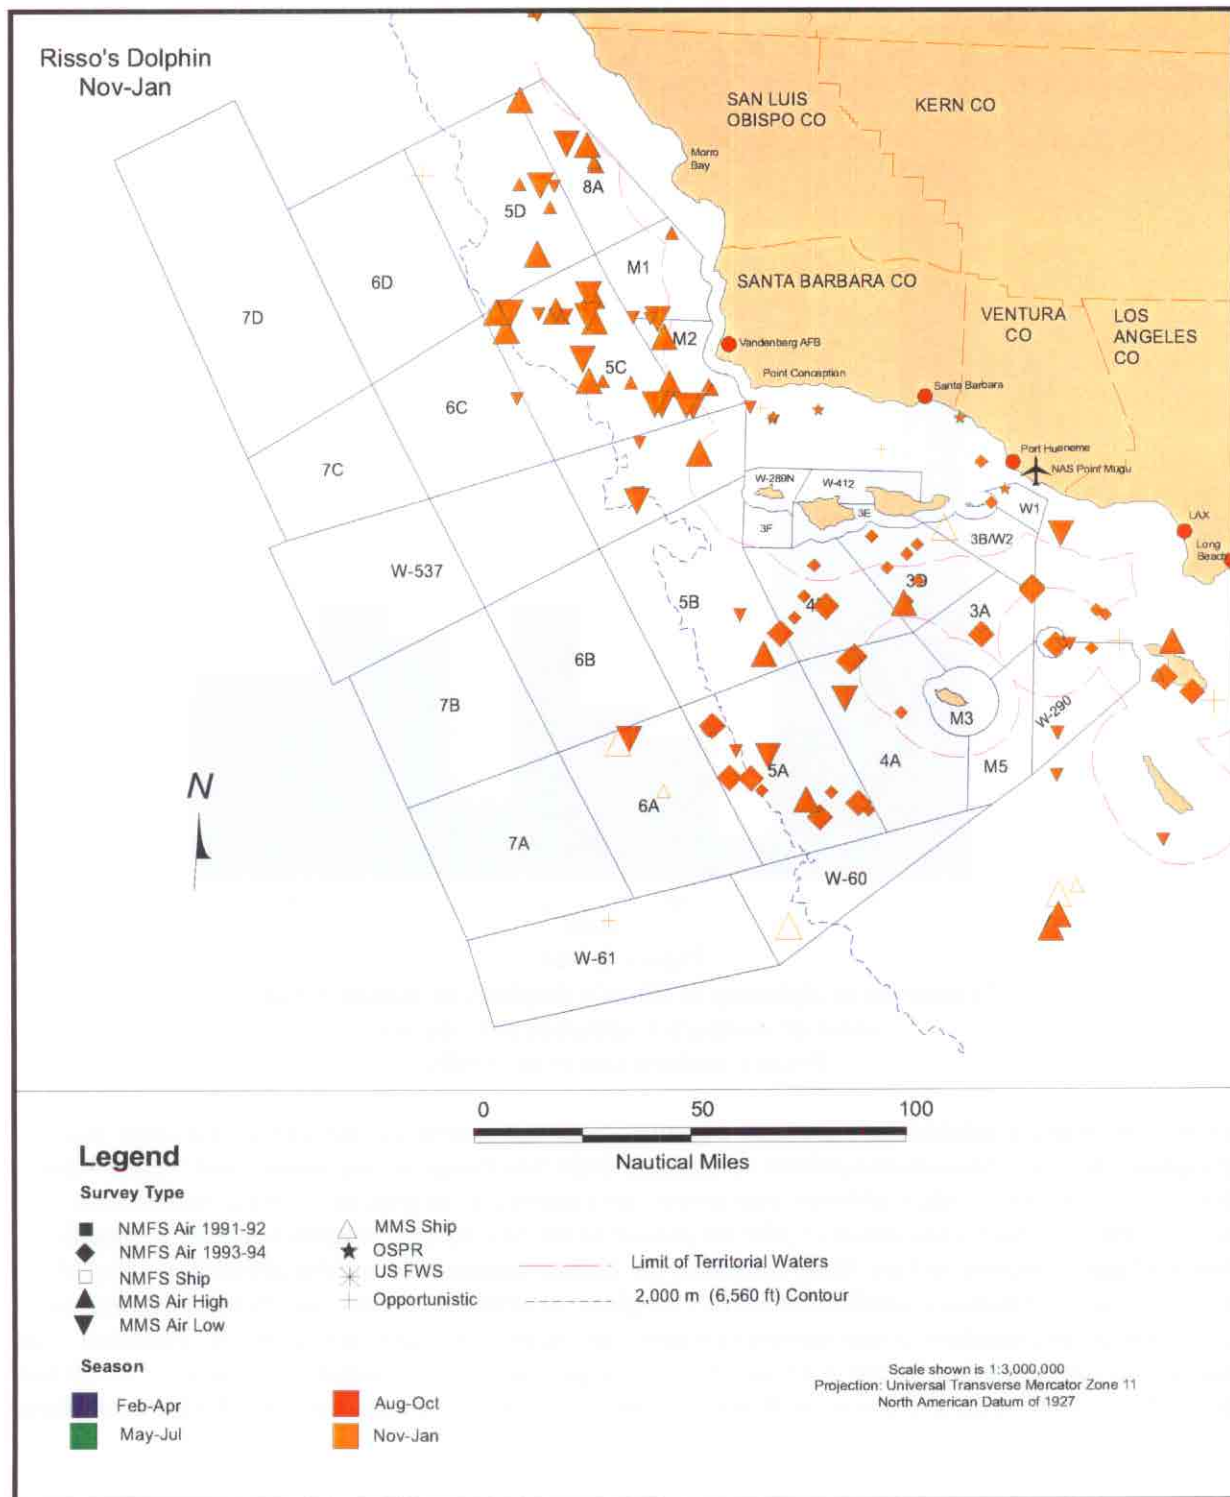 Risso's Dolphin
Nov-Jan
SAN LUIS
OBISPO CO
KERN CO
Morro
Bay
8A
5D
M1
6D
7D
SANTA BARBARA CO
VENTURA
CO
LOS
ANGELES
CO
M2
Vandenberg AFB
5C
Point Conception
Santa Barbara
6C
7C
Port Hueneme
NAS Point Mugu
W-289N
W-412
3E
3F
W1
LAX
3B/W2
Long
Beach
W-537
5B
3A
6B
7B
M3
W-290
5A
4A
M5
N
6A
7A
W-60
W-61
0
50
100
Nautical Miles
Legend
Survey Type
NMFS Air 1991-92
NMFS Air 1993-94
NMFS Ship
MMS Air High
MMS Air Low
MMS Ship
OSPR
US FWS
Opportunistic
Limit of Territorial Waters
2,000 m (6,560 ft) Contour
Season
Feb-Apr
May-Jul
Aug-Oct
Nov-Jan
Scale shown is 1:3,000,000
Projection: Universal Transverse Mercator Zone 11
North American Datum of 1927